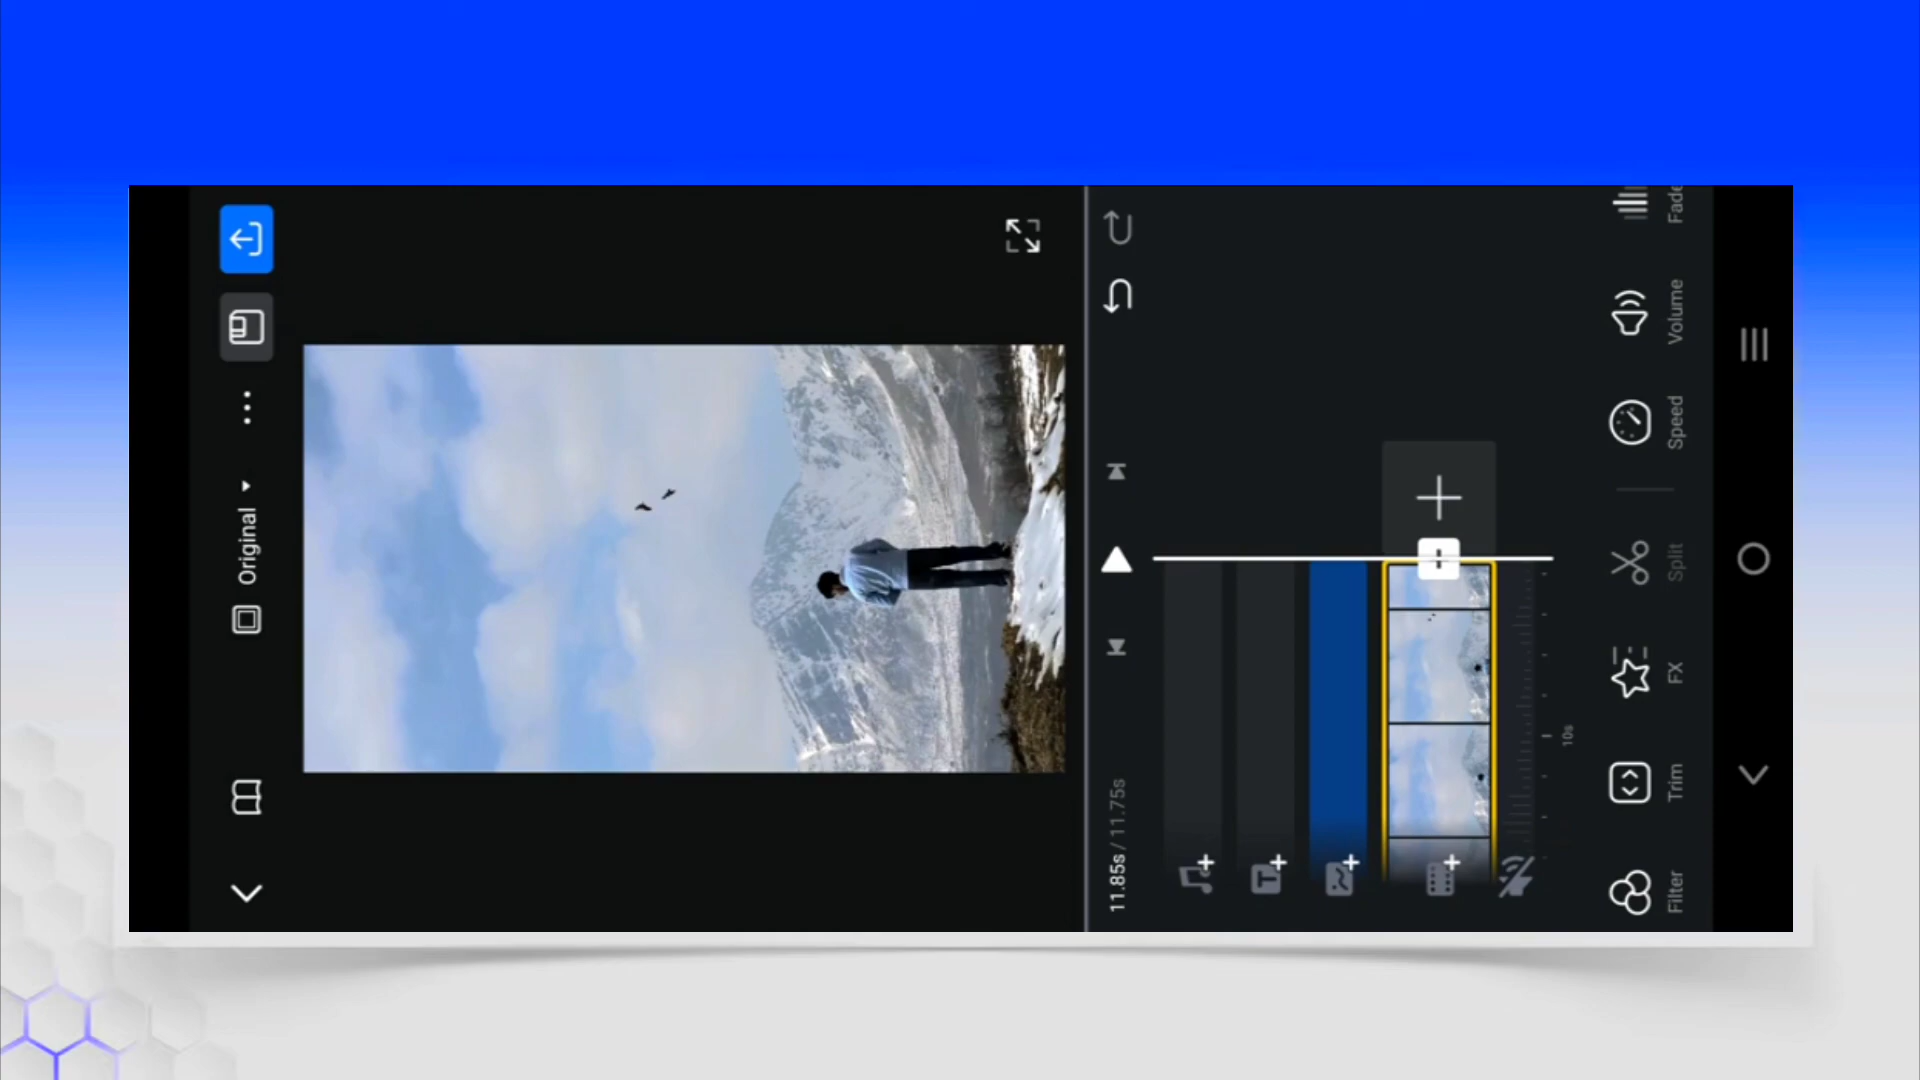 Original
11.85s / 11.75s
10s
Filter
Trim
FX
Split
Speed
Volume
Fade